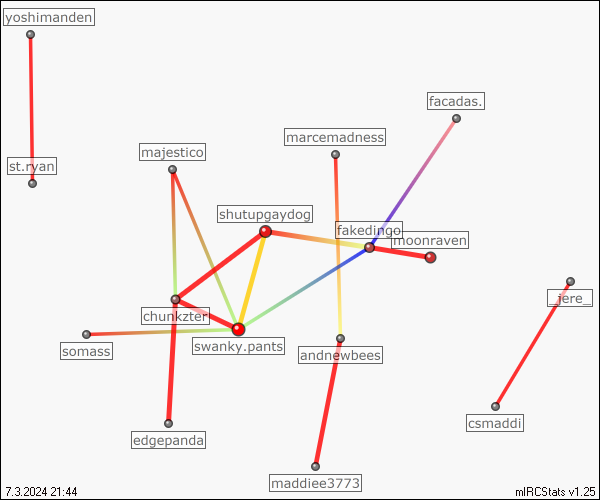 yoshimanden
facadas.
marcemadness
majestico
st.ryan
shutupgaydog
fakedingo
moonraven
_jere_
chunkzter
swanky.pants
somass
andnewbees
csmaddi
edgepanda
maddiee3773
7.3.2024 21:44
mIRCStats v1.25